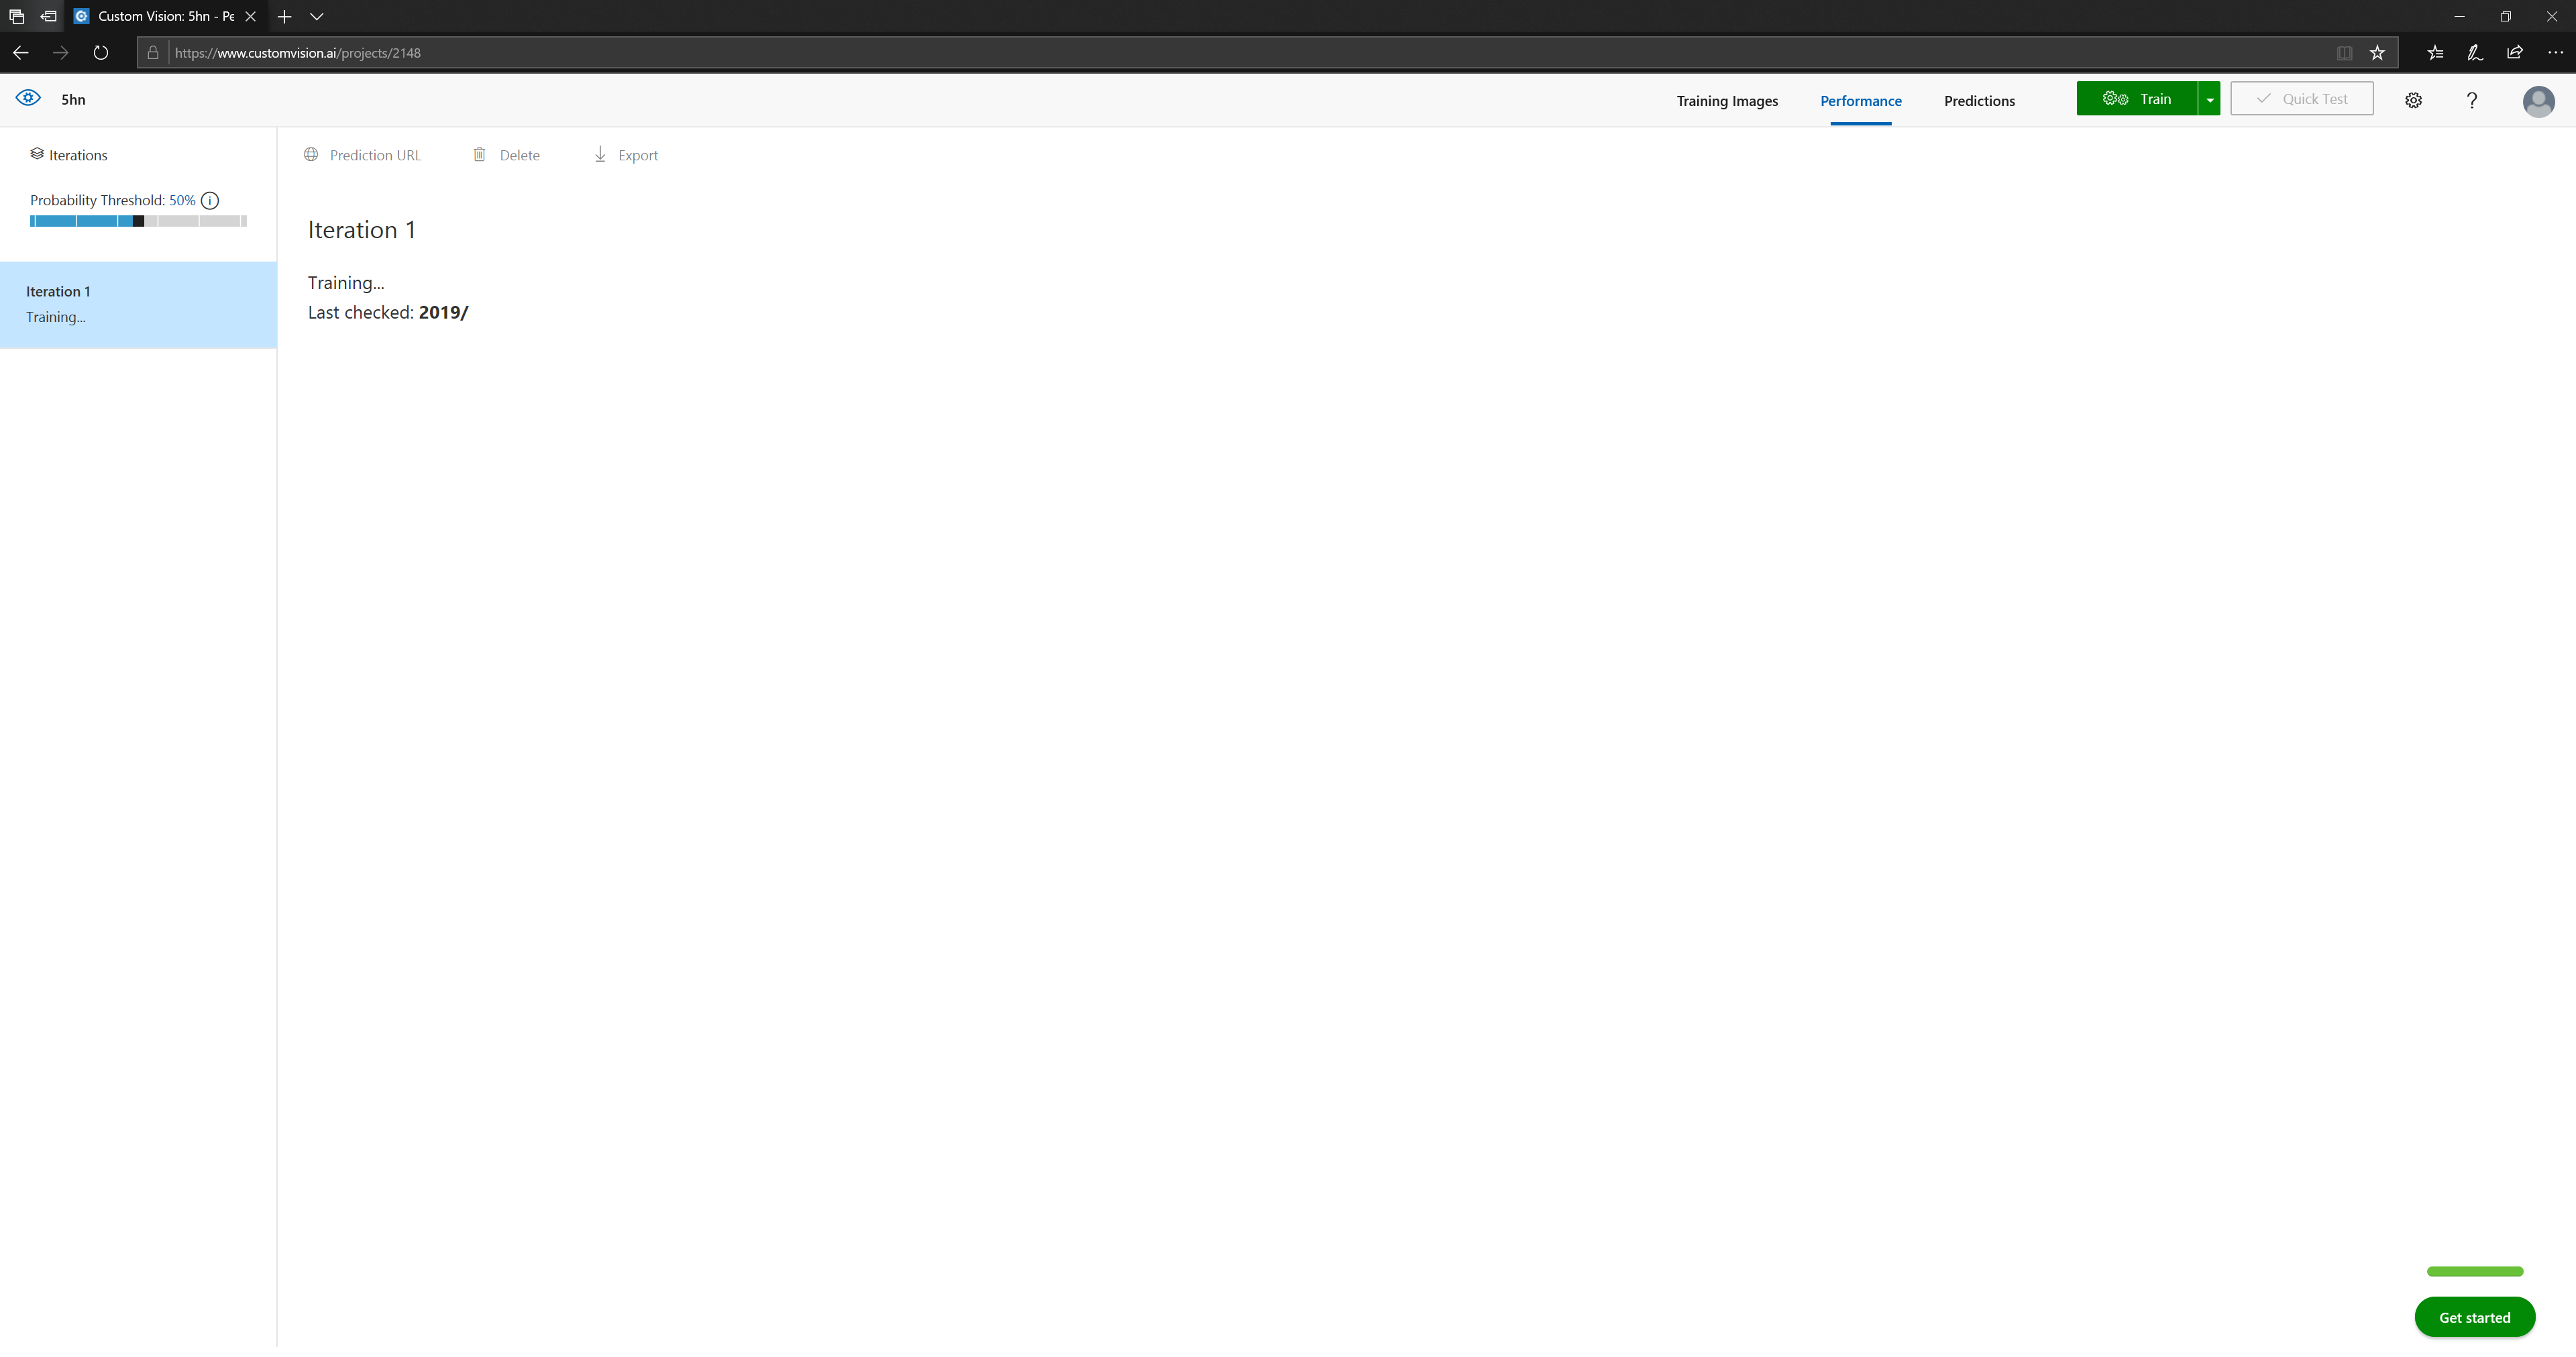 Custom Vision: 5hn - Pe
https://www.customvision.ai/projects/2148
5hn
Training Images
Performance
Predictions
Train
Quick Test
Iterations
Probability Threshold: 50%
Iteration 1
Training...
Prediction URL
Delete
Export
Iteration 1
Training...
Last checked: 2019/
Get started